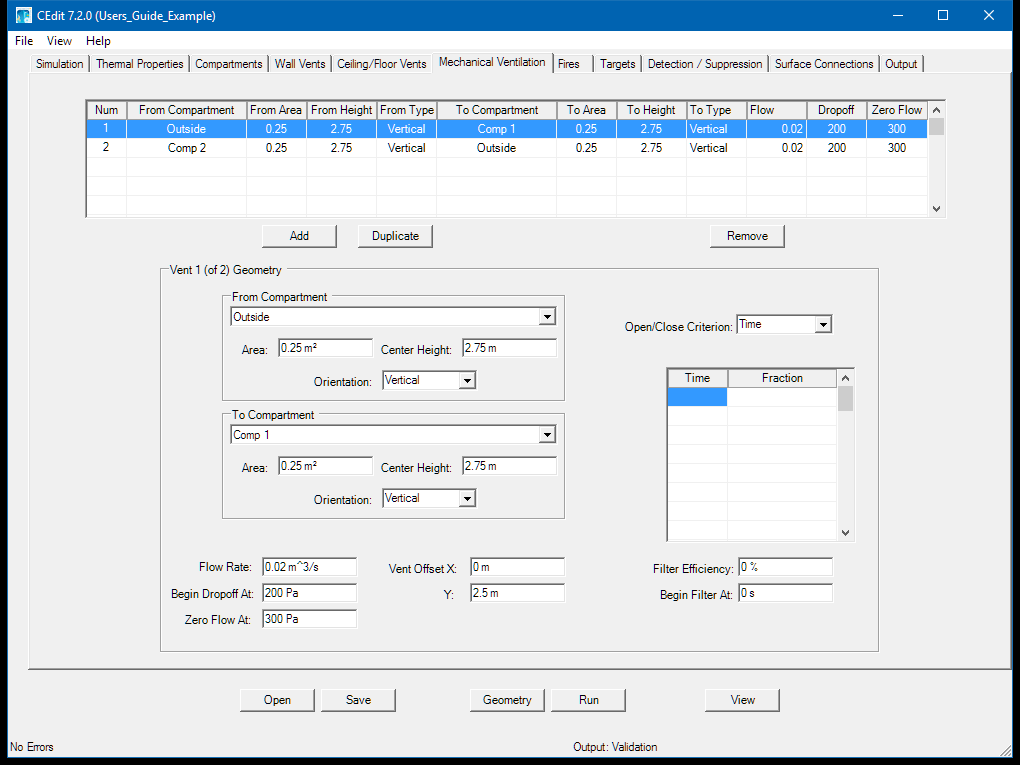 CEdit 7.2.0 (Users_Guide_Example)
File View Help
Simulation Thermal Properties Compartments Wall Vents Ceiling/Floor Vents Mechanical Ventilation Fires Targets Detection / Suppression Surface Connections Output
Num From Compartment From Area From Height From Type To Compartment To Area To Height To Type Flow Dropoff Zero Flow
1 Outside 0.25 2.75 Vertical Comp 1 0.25 2.75 Vertical 0.02 200 300
2 Comp 2 0.25 2.75 Vertical Outside 0.25 2.75 Vertical 0.02 200 300
Add Duplicate Remove
Vent 1 (of 2) Geometry
From Compartment
Outside
Area: 0.25 m² Center Height: 2.75 m
Orientation: Vertical
To Compartment
Comp 1
Area: 0.25 m² Center Height: 2.75 m
Orientation: Vertical
Open/Close Criterion: Time
Time Fraction
Flow Rate: 0.02 m^3/s Vent Offset X: 0 m Filter Efficiency: 0 %
Begin Dropoff At: 200 Pa Y: 2.5 m Begin Filter At: 0 s
Zero Flow At: 300 Pa
Open Save Geometry Run View
No Errors Output: Validation